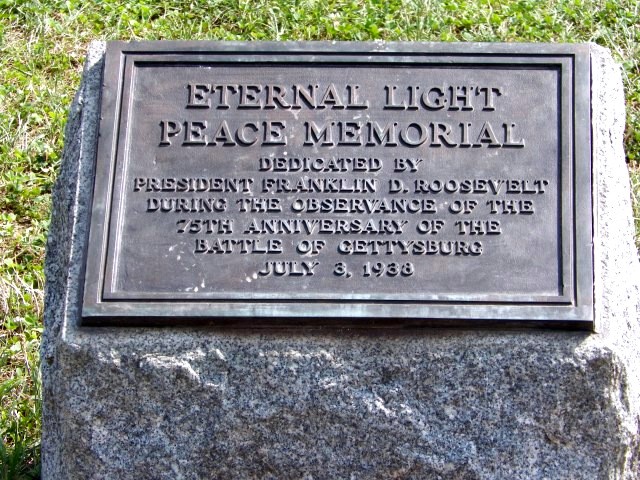 ETERNAL LIGHT
PEACE MEMORIAL
DEDICATED BY
PRESIDENT FRANKLIN D. ROOSEVELT
DURING THE OBSERVANCE OF THE
75TH ANNIVERSARY OF THE
BATTLE OF GETTYSBURG
JULY 3, 1938